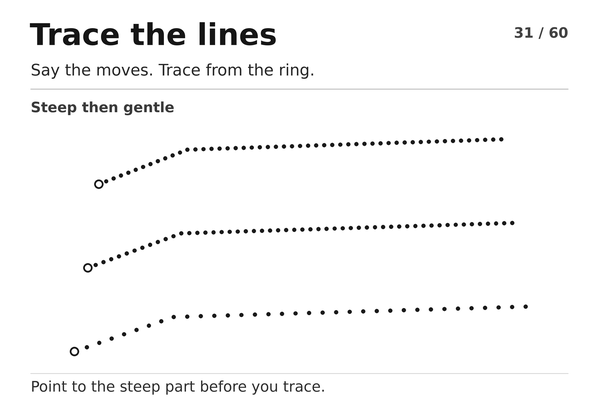 Trace the lines
31 / 60
Say the moves. Trace from the ring.
Steep then gentle
Point to the steep part before you trace.